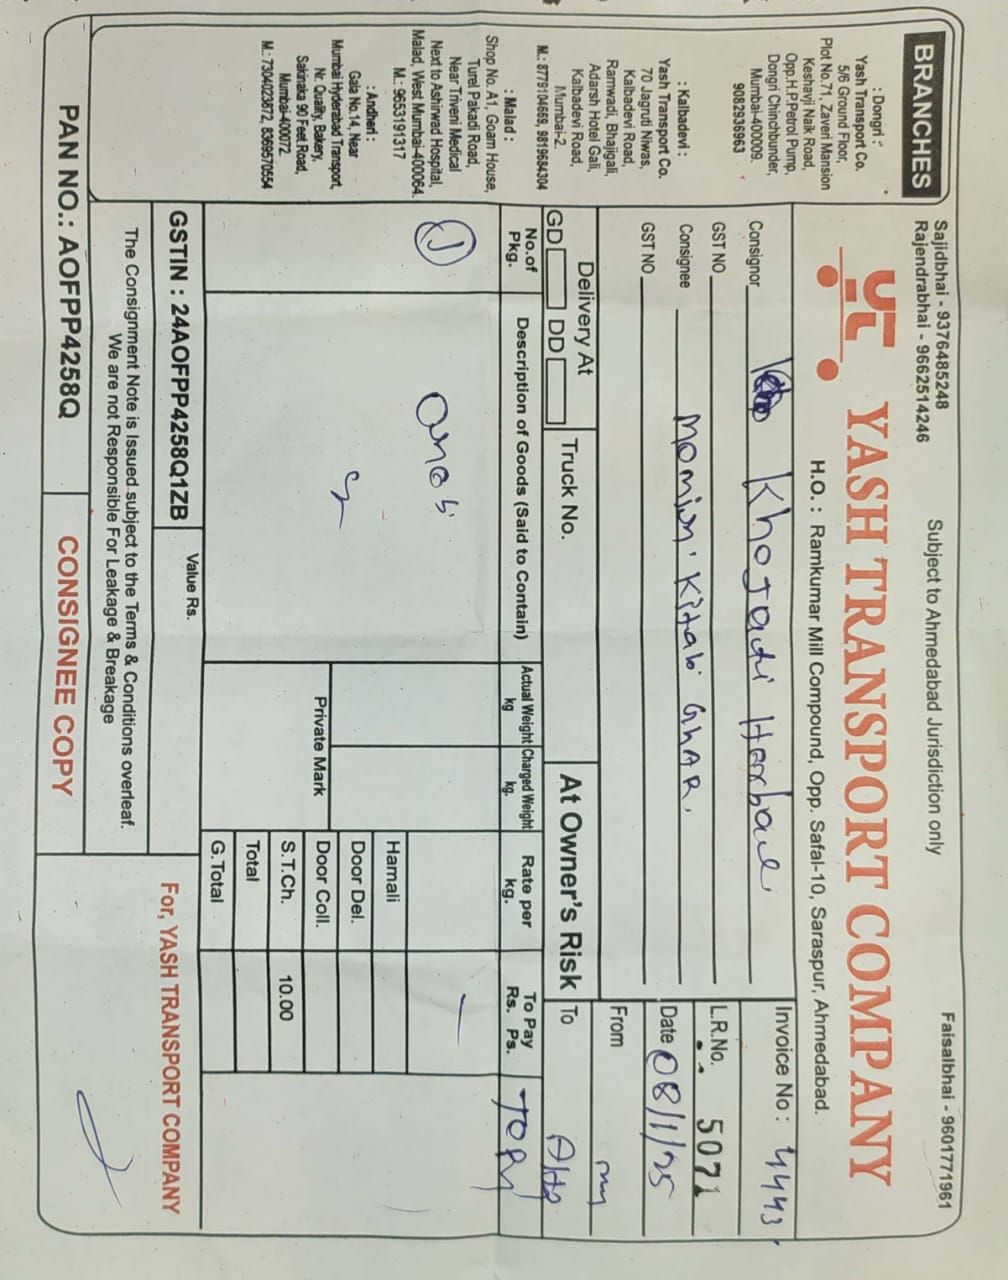 BRANCHES
: Dongri :
Yash Transport Co.
5/6 Ground Floor,
Plot No.71, Zaveri Mansion
Keshavji Naik Road,
Opp.H.P.Petrol Pump,
Dongri Chinchbunder,
Mumbai-400009.
9082936963
: Kalbadevi :
Yash Transport Co.
70 Jagruti Niwas,
Kalbadevi Road,
Ramwadi, Bhajigali,
Adarsh Hotel Gali,
Kalbadevi Road,
Mumbai-2.
M.: 8779104669, 9819684304
: Malad :
Shop No. A1, Goam House,
Turel Pakadi Road,
Near Triveni Medical
Next to Ashirwad Hospital,
Malad, West Mumbai-400064.
M.: 9653191317
: Andheri :
Gala No.14, Near
Mumbai Hyderabad Transport,
Nr. Quality, Bakery,
Sakinaka 90 Feet Road,
Mumbai-400072.
M.: 7304023872, 8369570554
Sajidbhai - 9376485248
Rajendrabhai - 9662514246
Subject to Ahmedabad Jurisdiction only
Faisalbhai - 9601771961
YASH TRANSPORT COMPANY
H.O. : Ramkumar Mill Compound, Opp. Safal-10, Saraspur, Ahmedabad.
Consignor Khojati Harbal
GST NO
Consignee Momin Kitab GHAR.
GST NO
Invoice No : 4443
L.R.No. 5071
Date 08/1/25
From
To
Delivery At
GD DD
Truck No.
At Owner's Risk
No.of Pkg.
Description of Goods (Said to Contain)
Actual Weight kg
Charged Weight kg.
Rate per kg.
To Pay
Rs. Ps.
1
Hamali
Door Del.
Private Mark
Door Coll.
S.T.Ch. 10.00
Total
G.Total
GSTIN : 24AOFPP4258Q1ZB
Value Rs.
The Consignment Note is Issued subject to the Terms & Conditions overleaf.
We are not Responsible For Leakage & Breakage
For, YASH TRANSPORT COMPANY
PAN NO.: AOFPP4258Q
CONSIGNEE COPY